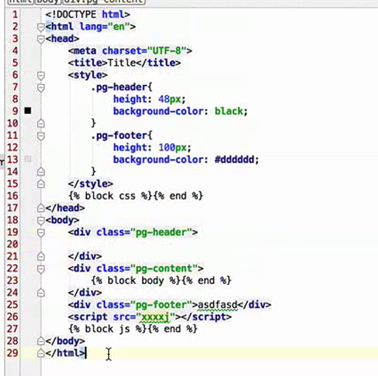 html body div.pg-content
1 <!DOCTYPE html>
2 <html lang="en">
3 <head>
4 <meta charset="UTF-8">
5 <title>Title</title>
6 <style>
7 .pg-header{
8 height: 48px;
9 background-color: black;
10 }
11 .pg-footer{
12 height: 100px;
13 background-color: #dddddd;
14 }
15 </style>
16 {% block css %}{% end %}
17 </head>
18 <body>
19 <div class="pg-header">
20
21 </div>
22 <div class="pg-content">
23 {% block body %}{% end %}
24 </div>
25 <div class="pg-footer">asdfasd</div>
26 <script src="xxxxj"></script>
27 {% block js %}{% end %}
28 </body>
29 </html>